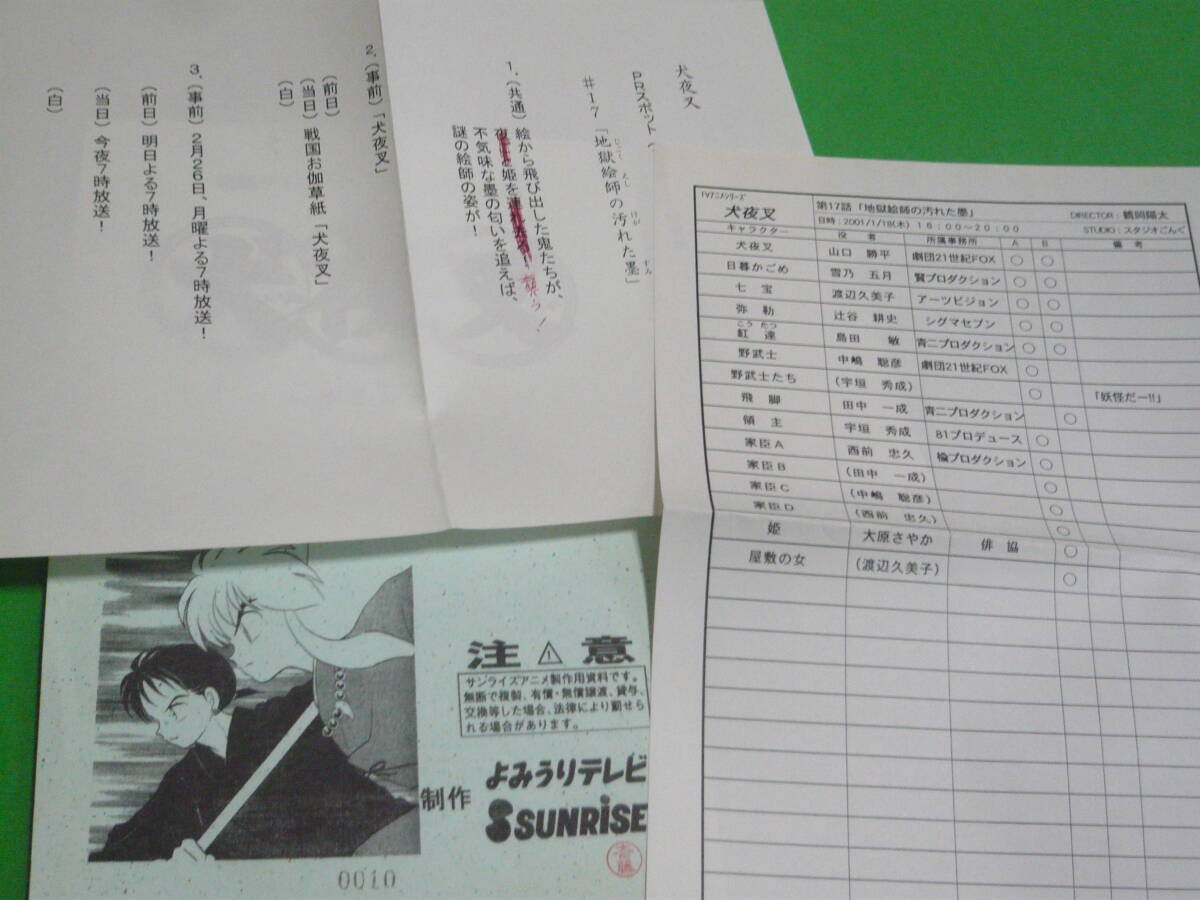 犬夜叉
PRスポット
#17「地獄絵師の汚れた墨」
じごく えし けが すみ
1.(共通)絵から飛び出した鬼たちが、
姫を 襲う!
不気味な墨の匂いを追えば、
謎の絵師の姿が!
2.(事前)「犬夜叉」
(前日)
(当日)戦国お伽草紙「犬夜叉」
(白)
3.(事前)2月26日、月曜よる7時放送!
(前日)明日よる7時放送!
(当日)今夜7時放送!
(白)
TVアニメシリーズ
犬夜叉 第17話「地獄絵師の汚れた墨」 DIRECTOR:鶴岡陽太
日時:2001/1/18(木) 16:00~20:00 STUDIO:スタジオごんぐ
キャラクター 役 者 所属事務所 A B 備 考
犬夜叉 山口 勝平 劇団21世紀FOX ○ ○
日暮かごめ 雪乃 五月 賢プロダクション ○ ○
七 宝 渡辺久美子 アーツビジョン ○ ○
弥 勒 辻谷 耕史 シグマセブン ○ ○
こう たつ
紅 達 島田 敏 青二プロダクション ○ ○
野武士 中嶋 聡彦 劇団21世紀FOX ○
野武士たち (宇垣 秀成) ○ 「妖怪だー!!」
飛 脚 田中 一成 青二プロダクション ○
領 主 宇垣 秀成 81プロデュース ○
家臣A 西前 忠久 楡プロダクション ○
家臣B (田中 一成) ○
家臣C (中嶋 聡彦) ○
家臣D (西前 忠久) ○
姫 大原さやか 俳 協 ○
屋敷の女 (渡辺久美子) ○
注 ! 意
サンライズアニメ製作用資料です。
無断で複製、有償・無償譲渡、貸与、
交換等した場合、法律により罰せら
れる場合があります。
制作 よみうりテレビ
SUNRiSE
0010